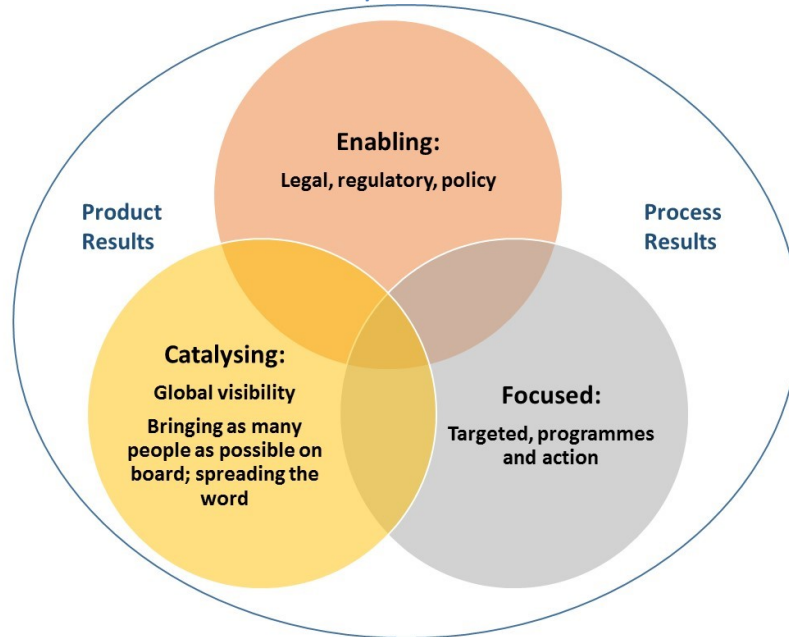 Enabling:
Legal, regulatory, policy
Product
Results
Process
Results
Catalysing:
Global visibility
Bringing as many
people as possible on
board; spreading the
word
Focused:
Targeted, programmes
and action